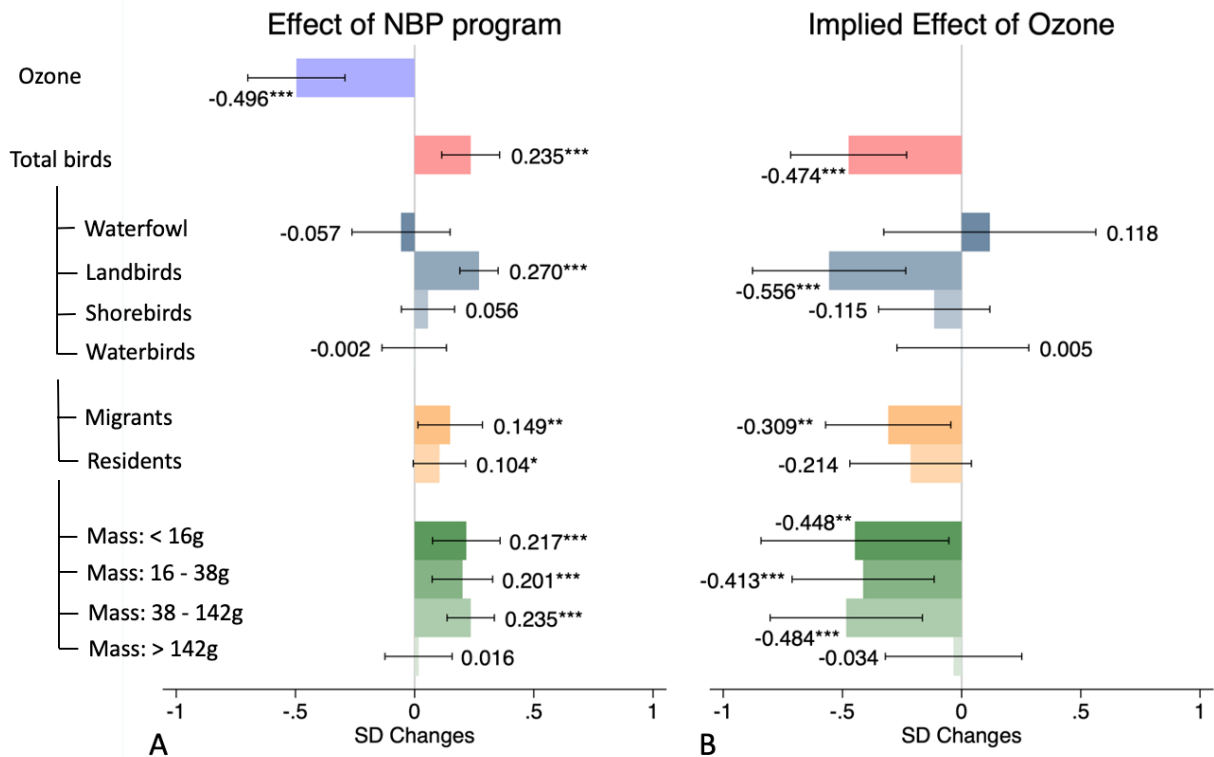 Effect of NBP program
Implied Effect of Ozone
Ozone
-0.496***
Total birds
0.235***
-0.474***
Waterfowl
-0.057
0.118
Landbirds
0.270***
-0.556***
Shorebirds
0.056
-0.115
Waterbirds
-0.002
0.005
Migrants
0.149**
-0.309**
Residents
0.104*
-0.214
Mass: < 16g
0.217***
-0.448**
Mass: 16 - 38g
0.201***
-0.413***
Mass: 38 - 142g
0.235***
-0.484***
Mass: > 142g
0.016
-0.034
-1 -.5 0 .5 1
-1 -.5 0 .5 1
A
SD Changes
B
SD Changes